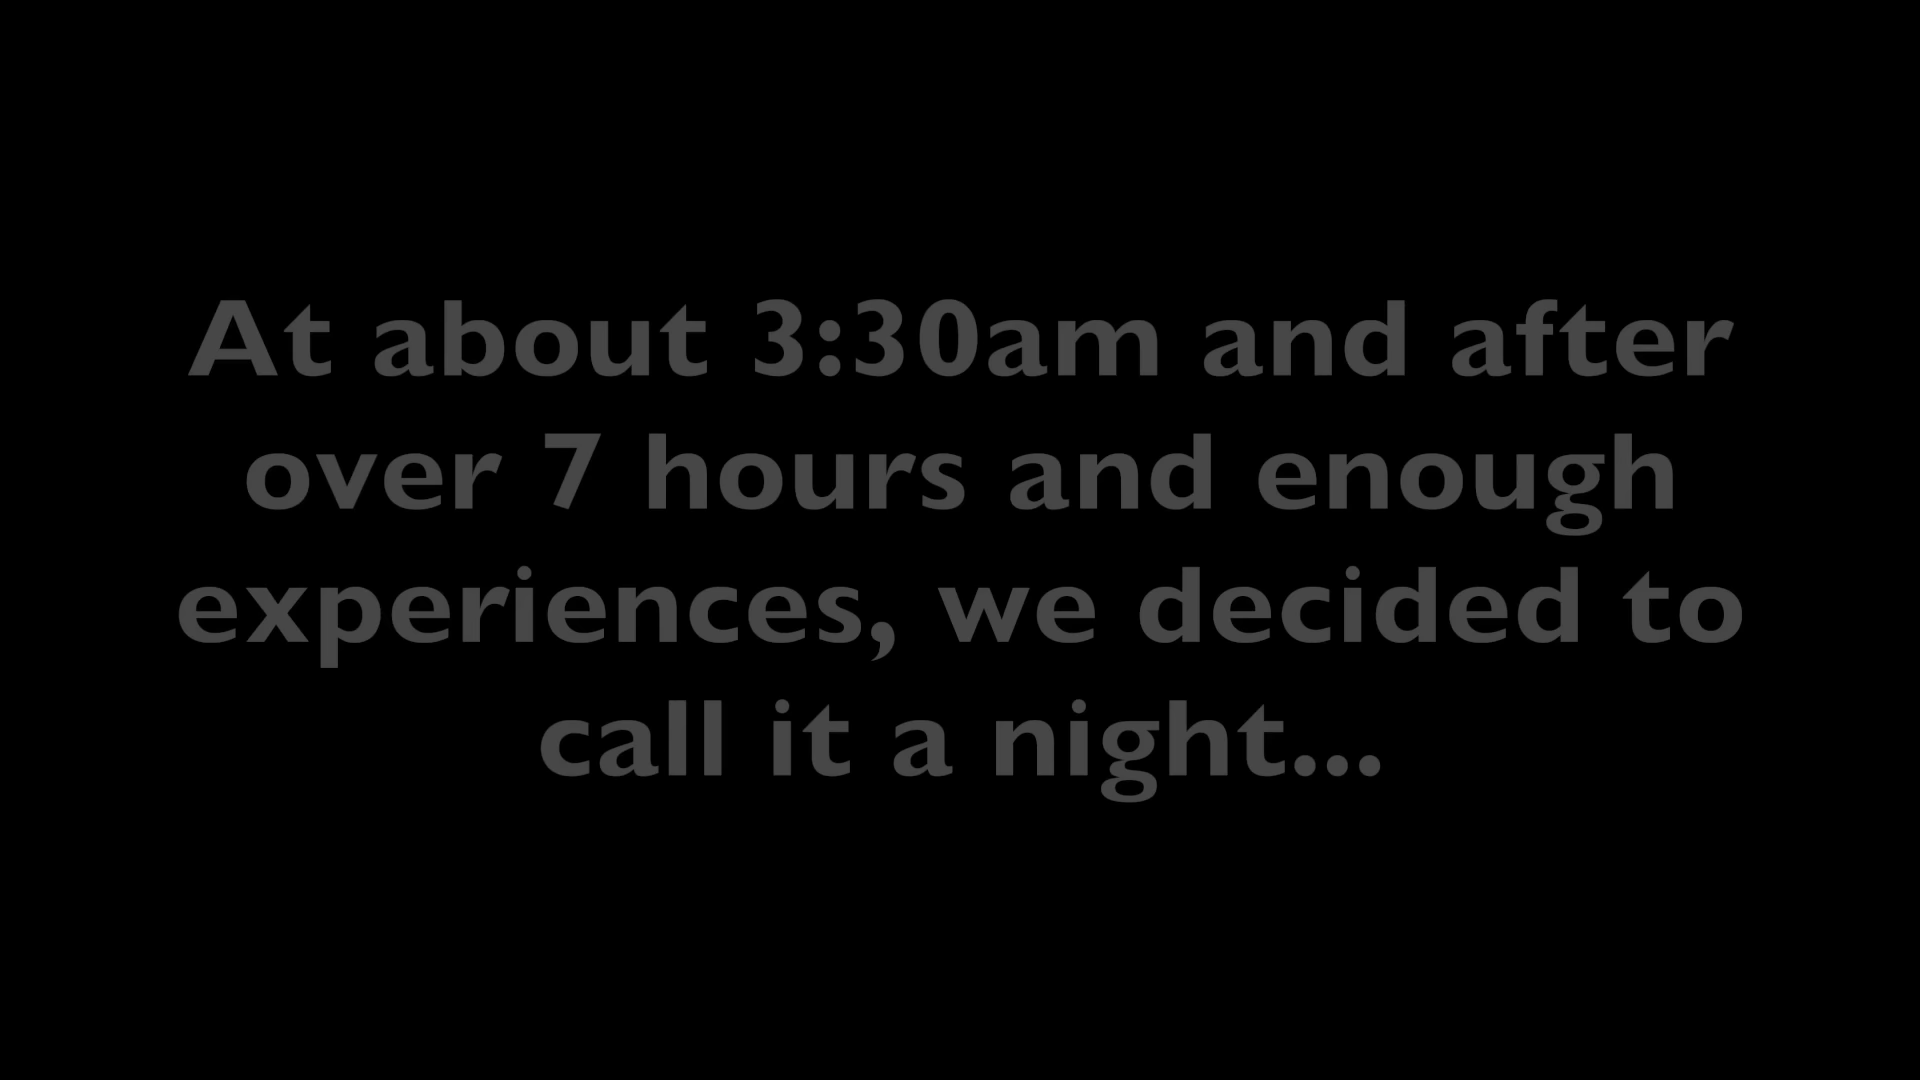 At about 3:30am and after
over 7 hours and enough
experiences, we decided to
call it a night...